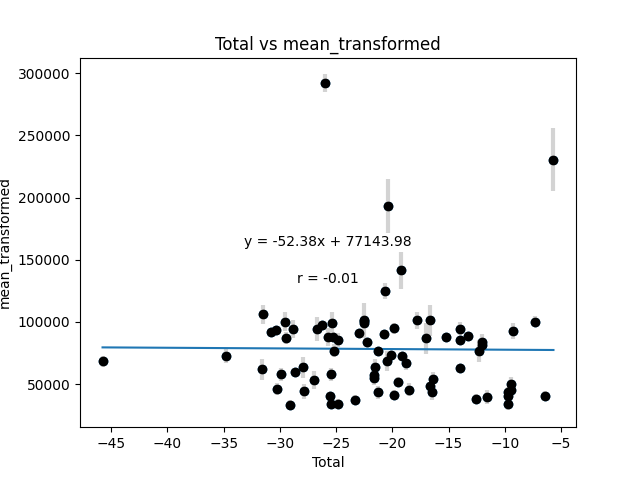 Total vs mean_transformed
300000
250000
200000
150000
100000
50000
mean_transformed
y = -52.38x + 77143.98
r = -0.01
−45 −40 −35 −30 −25 −20 −15 −10 −5
Total